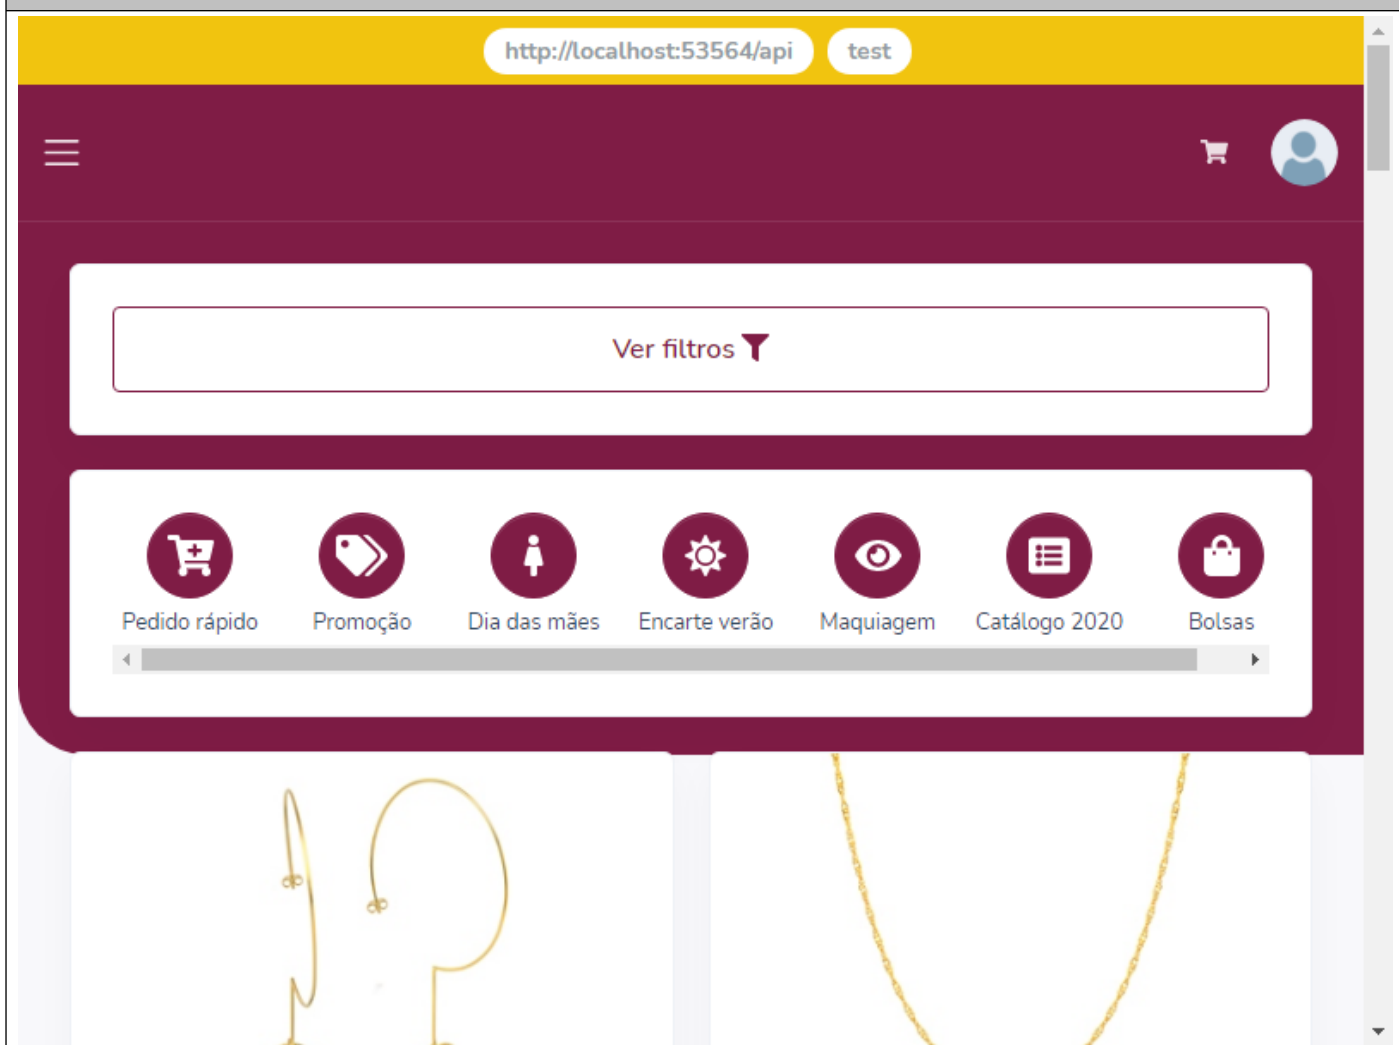 http://localhost:53564/api test
Ver filtros
Pedido rápido Promoção Dia das mães Encarte verão Maquiagem Catálogo 2020 Bolsas